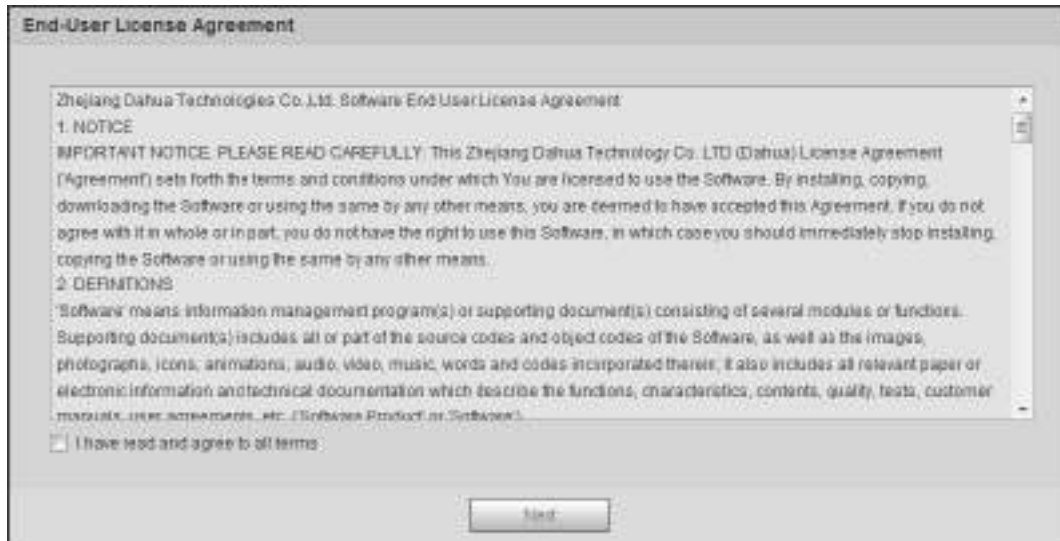 End-User License Agreement
Zhejiang Dahua Technologies Co.,Ltd. Software End User License Agreement
1. NOTICE
IMPORTANT NOTICE, PLEASE READ CAREFULLY: This Zhejiang Dahua Technology Co. LTD (Dahua) License Agreement
('Agreement') sets forth the terms and conditions under which You are licensed to use the Software. By installing, copying,
downloading the Software or using the same by any other means, you are deemed to have accepted this Agreement. If you do not
agree with it in whole or in part, you do not have the right to use this Software, in which case you should immediately stop installing,
copying the Software or using the same by any other means.
2. DEFINITIONS
'Software' means information management program(s) or supporting document(s) consisting of several modules or functions.
Supporting document(s) includes all or part of the source codes and object codes of the Software, as well as the images,
photographs, icons, animations, audio, video, music, words and codes incorporated therein; it also includes all relevant paper or
electronic information and technical documentation which describe the functions, characteristics, contents, quality, tests, customer
manuals, user agreements, etc. ('Software Product' or 'Software').
I have read and agree to all terms
Next